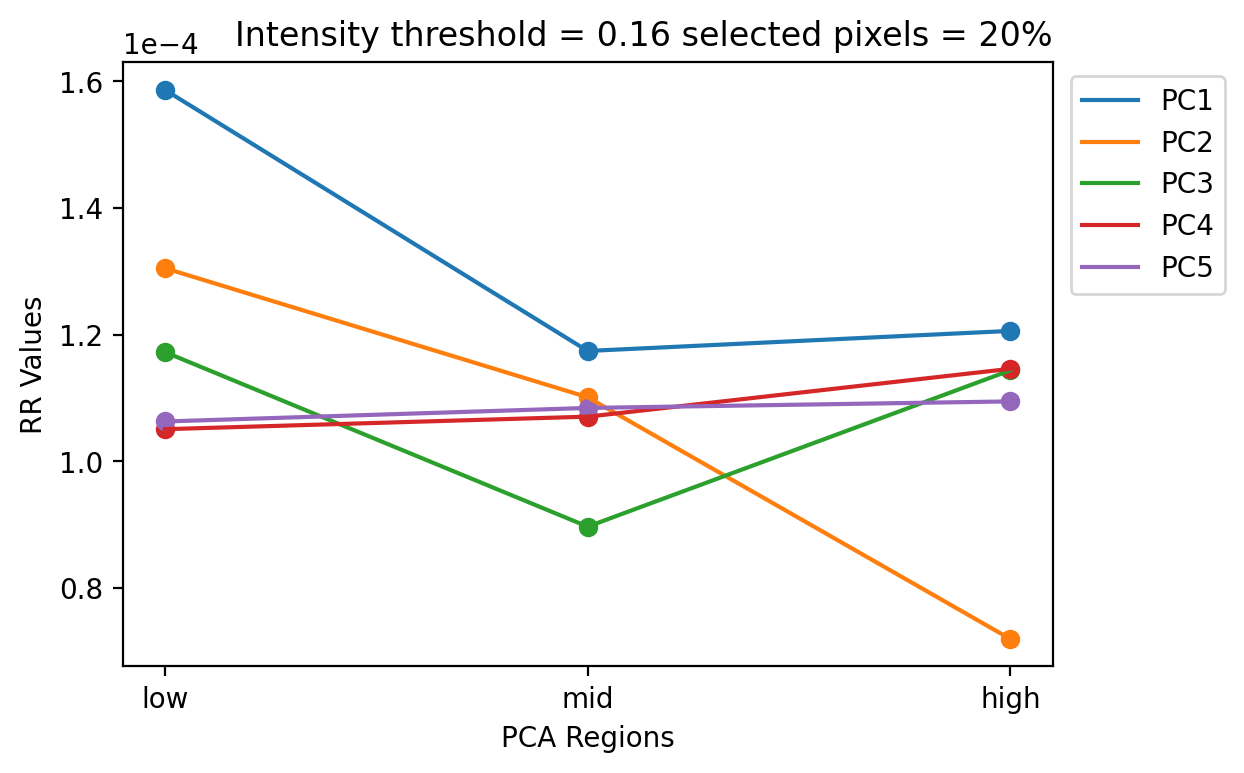 Intensity threshold = 0.16 selected pixels = 20%
1e−4
1.6
1.4
1.2
1.0
0.8
RR Values
low
mid
high
PCA Regions
PC1
PC2
PC3
PC4
PC5